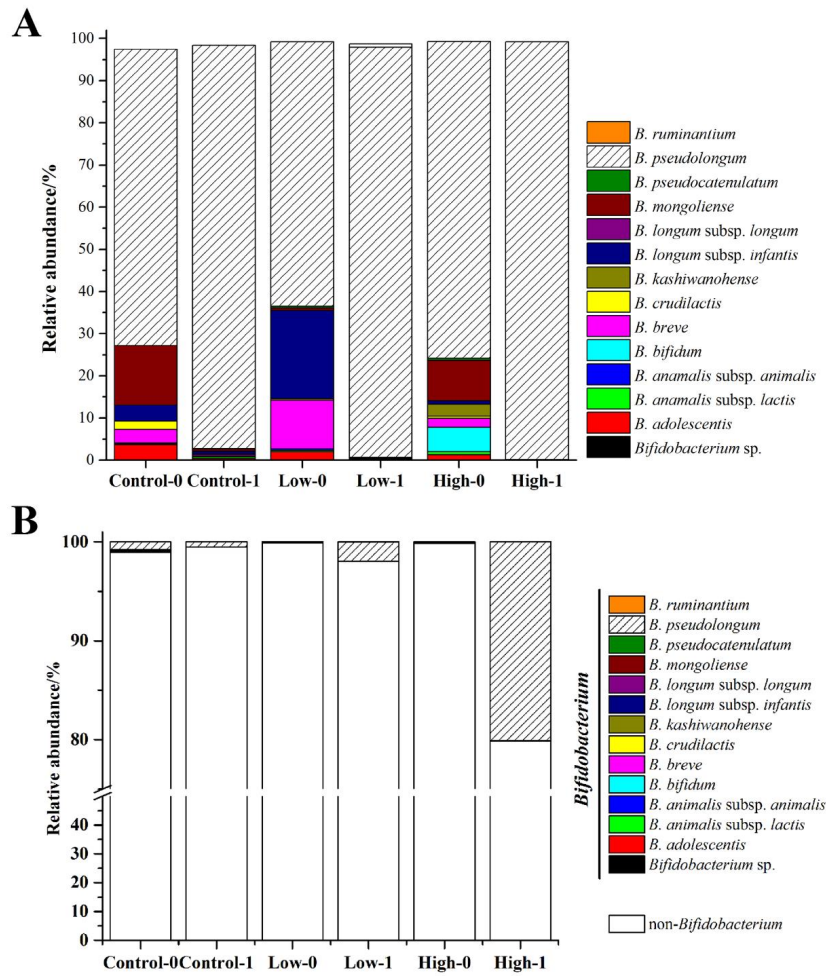 A
Relative abundance/%
100
90
80
70
60
50
40
30
20
10
0
Control-0
Control-1
Low-0
Low-1
High-0
High-1
B. ruminantium
B. pseudolongum
B. pseudocatenulatum
B. mongoliense
B. longum subsp. longum
B. longum subsp. infantis
B. kashiwanohense
B. crudilactis
B. breve
B. bifidum
B. anamalis subsp. animalis
B. anamalis subsp. lactis
B. adolescentis
Bifidobacterium sp.
B
Relative abundance/%
100
90
80
40
30
20
10
0
Control-0
Control-1
Low-0
Low-1
High-0
High-1
Bifidobacterium
B. ruminantium
B. pseudolongum
B. pseudocatenulatum
B. mongoliense
B. longum subsp. longum
B. longum subsp. infantis
B. kashiwanohense
B. crudilactis
B. breve
B. bifidum
B. animalis subsp. animalis
B. animalis subsp. lactis
B. adolescentis
Bifidobacterium sp.
non-Bifidobacterium